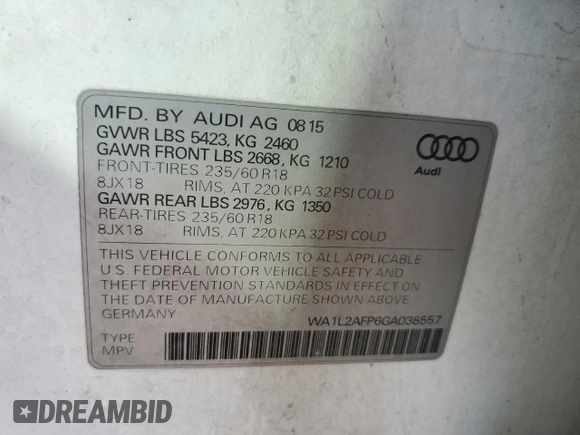 MFD. BY AUDI AG 08 15
GVWR LBS 5423, KG 2460
GAWR FRONT LBS 2668, KG 1210
FRONT-TIRES 235/60 R18
8JX18 RIMS, AT 220 KPA 32 PSI COLD
GAWR REAR LBS 2976, KG 1350
REAR-TIRES 235/60 R18
8JX18 RIMS, AT 220 KPA 32 PSI COLD
Audi
THIS VEHICLE CONFORMS TO ALL APPLICABLE
U.S. FEDERAL MOTOR VEHICLE SAFETY AND
THEFT PREVENTION STANDARDS IN EFFECT ON
THE DATE OF MANUFACTURE SHOWN ABOVE.
GERMANY
WA1L2AFP6GA038557
TYPE
MPV
DREAMBID